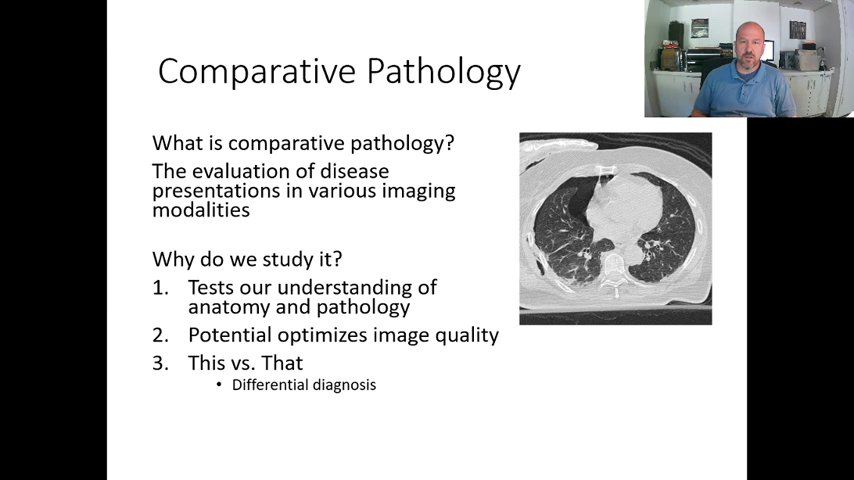 Comparative Pathology
What is comparative pathology?
The evaluation of disease
presentations in various imaging
modalities
Why do we study it?
1. Tests our understanding of
anatomy and pathology
2. Potential optimizes image quality
3. This vs. That
• Differential diagnosis